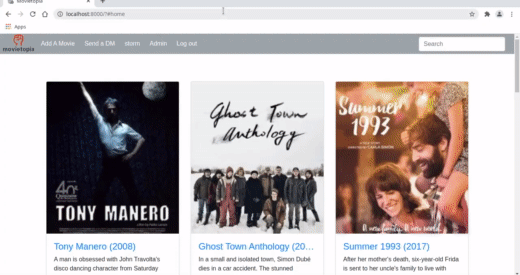 Movietopia
localhost:8000/?#home
Apps
movietopia
Add A Movie Send a DM storm Admin Log out
Search
TONY MANERO
Ghost Town
Anthology
Summer
1993
Tony Manero (2008)
A man is obsessed with John Travolta's
disco dancing character from Saturday
Ghost Town Anthology (20...
In a small and isolated town, Simon Dubé
dies in a car accident. The stunned
Summer 1993 (2017)
After her mother's death, six-year-old Frida
is sent to her uncle's family to live with